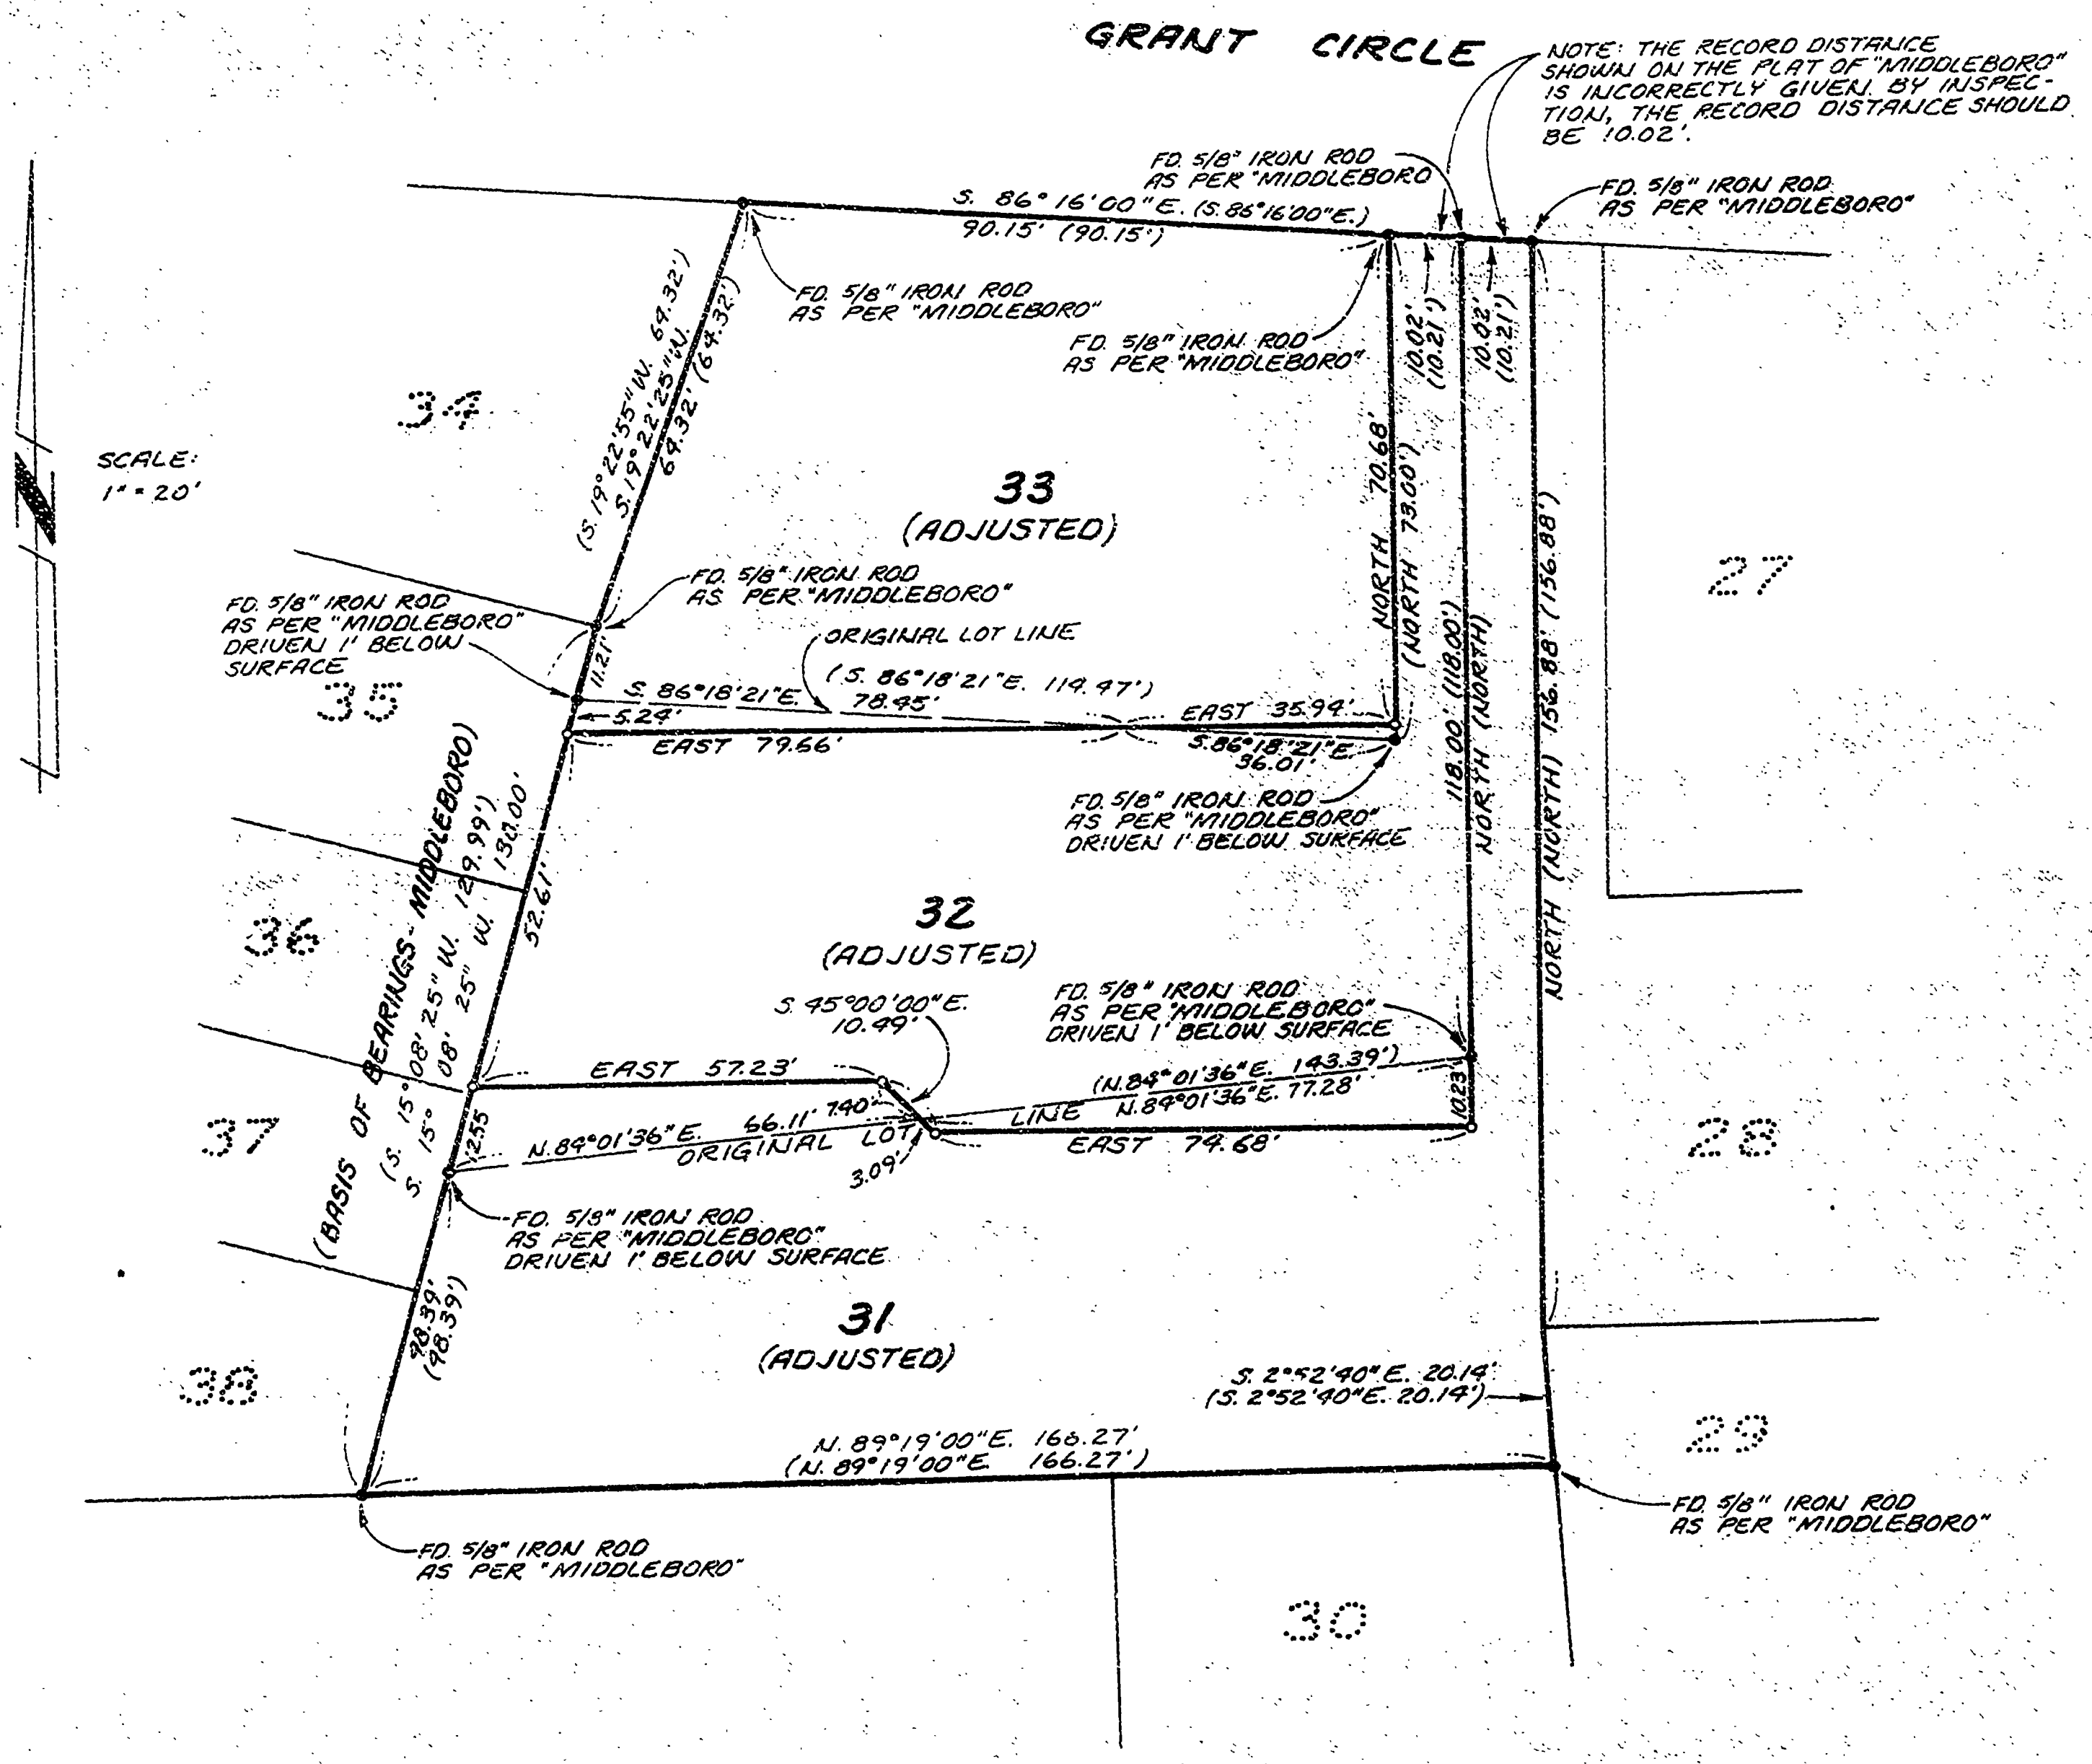 GRANT CIRCLE
NOTE: THE RECORD DISTANCE
SHOWN ON THE PLAT OF "MIDDLEBORO"
IS INCORRECTLY GIVEN. BY INSPEC-
TION, THE RECORD DISTANCE SHOULD
BE 10.02'.
FD. 5/8" IRON ROD
AS PER "MIDDLEBORO
FD. 5/8" IRON ROD
AS PER "MIDDLEBORO"
S. 86°16'00"E. (S. 86°16'00"E.)
90.15' (90.15')
FD. 5/8" IRON ROD
AS PER "MIDDLEBORO"
FD. 5/8" IRON ROD
AS PER "MIDDLEBORO"
10.02'
(10.21')
10.02'
(10.21')
(S. 19°22'55"W. 64.32')
S. 19°22'25"W.
64.32' (64.32')
34
SCALE:
1" = 20'
N
33
(ADJUSTED)
NORTH 70.68'
(NORTH 73.00')
118.00' (118.00')
NORTH (NORTH)
NORTH (NORTH) 156.88' (156.88')
27
FD. 5/8" IRON ROD
AS PER "MIDDLEBORO"
FD. 5/8" IRON ROD
AS PER "MIDDLEBORO"
DRIVEN 1' BELOW
SURFACE
35
ORIGINAL LOT LINE
11.21'
S. 86°18'21"E. 78.45'
(S. 86°18'21"E. 114.47')
5.24'
EAST 79.66'
EAST 35.94'
S. 86°18'21"E.
36.01'
FD. 5/8" IRON ROD
AS PER "MIDDLEBORO"
DRIVEN 1' BELOW SURFACE
(BASIS OF BEARINGS - MIDDLEBORO)
(S. 15°08'25"W. 129.99')
S. 15° 08' 25" W. 130.00'
52.61'
36
32
(ADJUSTED)
S. 45°00'00"E.
10.49'
FD. 5/8" IRON ROD
AS PER "MIDDLEBORO"
DRIVEN 1' BELOW SURFACE
EAST 57.23'
(N. 84°01'36"E. 143.39')
N. 84°01'36"E. 77.28'
10.23'
37
12.55
N. 84°01'36"E. 66.11'
7.40'
ORIGINAL LOT LINE
3.09'
EAST 74.68'
28
FD. 5/8" IRON ROD
AS PER "MIDDLEBORO"
DRIVEN 1' BELOW SURFACE
48.39'
(48.39')
31
(ADJUSTED)
38
S. 2°52'40"E. 20.14'
(S. 2°52'40"E. 20.14')
29
N. 89°19'00"E. 166.27'
(N. 89°19'00"E. 166.27')
FD. 5/8" IRON ROD
AS PER "MIDDLEBORO"
FD. 5/8" IRON ROD
AS PER "MIDDLEBORO"
30